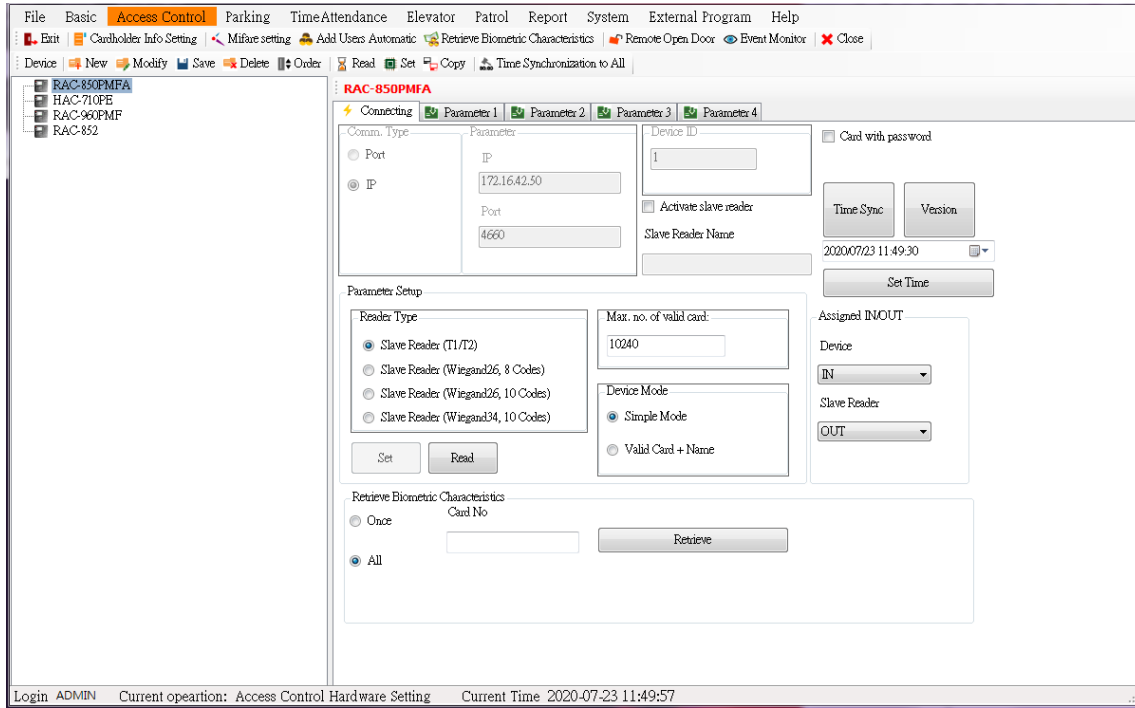 File Basic Access Control Parking TimeAttendance Elevator Patrol Report System External Program Help
Exit Cardholder Info Setting Mifare setting Add Users Automatic Retrieve Biometric Characteristics Remote Open Door Event Monitor Close
Device New Modify Save Delete Order Read Set Copy Time Synchronization to All
RAC-850PMFA
HAC-710PE
RAC-960PMF
RAC-852
RAC-850PMFA
Connecting Parameter 1 Parameter 2 Parameter 3 Parameter 4
Comm. Type
Port
IP
Parameter
IP
172.16.42.50
Port
4660
Device ID
1
Activate slave reader
Slave Reader Name
Card with password
Time Sync Version
2020/07/23 11:49:30
Set Time
Parameter Setup
Reader Type
Slave Reader (T1/T2)
Slave Reader (Wiegand26, 8 Codes)
Slave Reader (Wiegand26, 10 Codes)
Slave Reader (Wiegand34, 10 Codes)
Set Read
Max. no. of valid card:
10240
Device Mode
Simple Mode
Valid Card + Name
Assigned IN/OUT
Device
IN
Slave Reader
OUT
Retrieve Biometric Characteristics
Once
All
Card No
Retrieve
Login ADMIN Current opeartion: Access Control Hardware Setting Current Time 2020-07-23 11:49:57